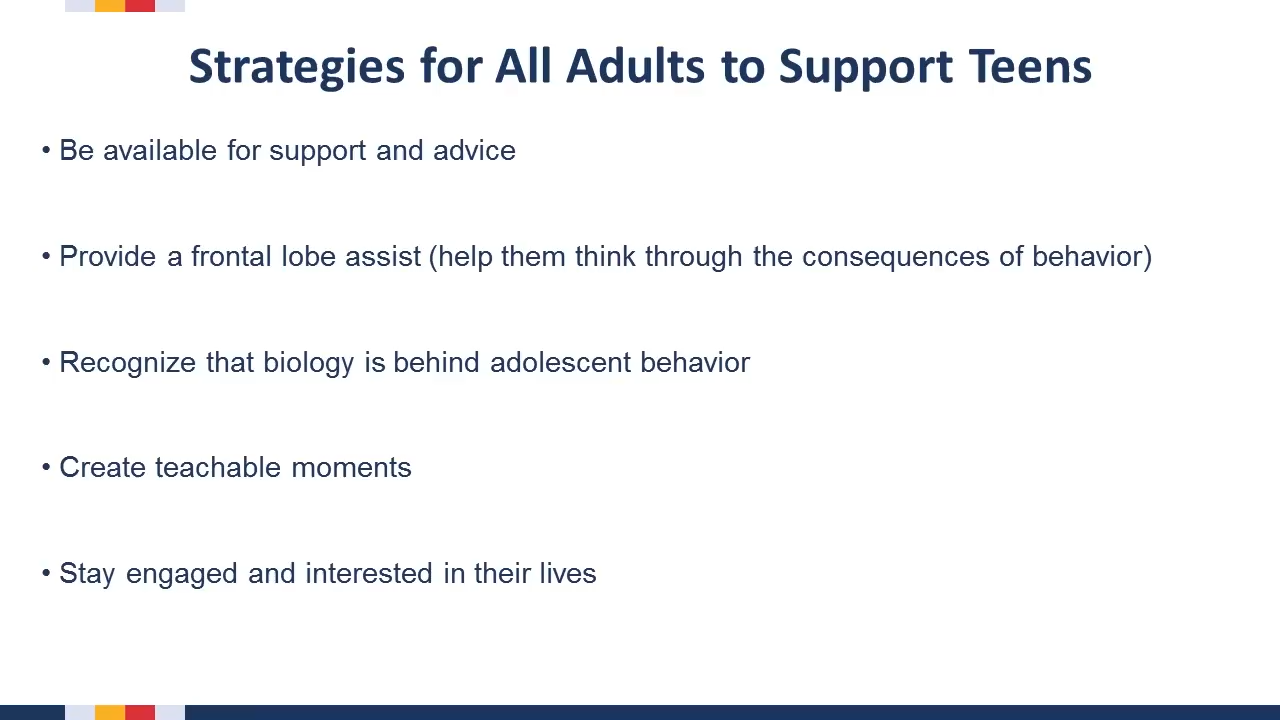 Strategies for All Adults to Support Teens
• Be available for support and advice
• Provide a frontal lobe assist (help them think through the consequences of behavior)
• Recognize that biology is behind adolescent behavior
• Create teachable moments
• Stay engaged and interested in their lives